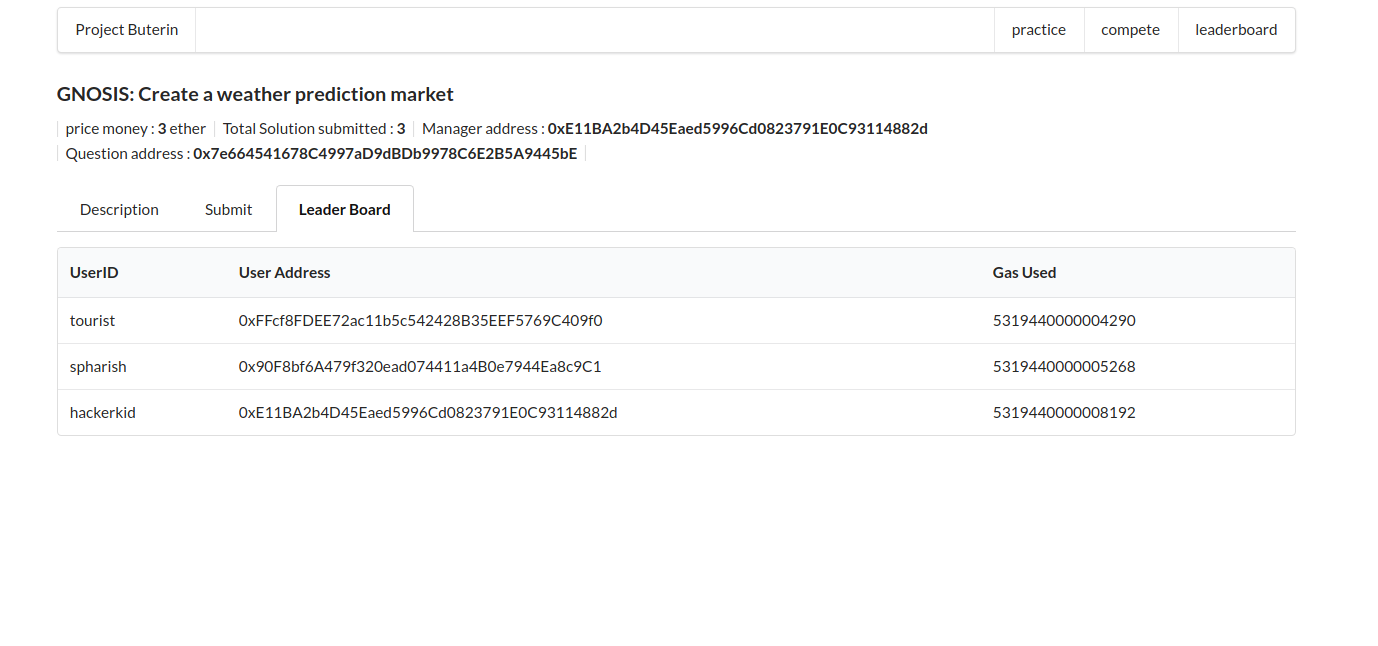 Project Buterin practice compete leaderboard
GNOSIS: Create a weather prediction market
price money : 3 ether Total Solution submitted : 3 Manager address : 0xE11BA2b4D45Eaed5996Cd0823791E0C93114882d
Question address : 0x7e664541678C4997aD9dBDb9978C6E2B5A9445bE
Description Submit Leader Board
UserID User Address Gas Used
tourist 0xFFcf8FDEE72ac11b5c542428B35EEF5769C409f0 5319440000004290
spharish 0x90F8bf6A479f320ead074411a4B0e7944Ea8c9C1 5319440000005268
hackerkid 0xE11BA2b4D45Eaed5996Cd0823791E0C93114882d 5319440000008192